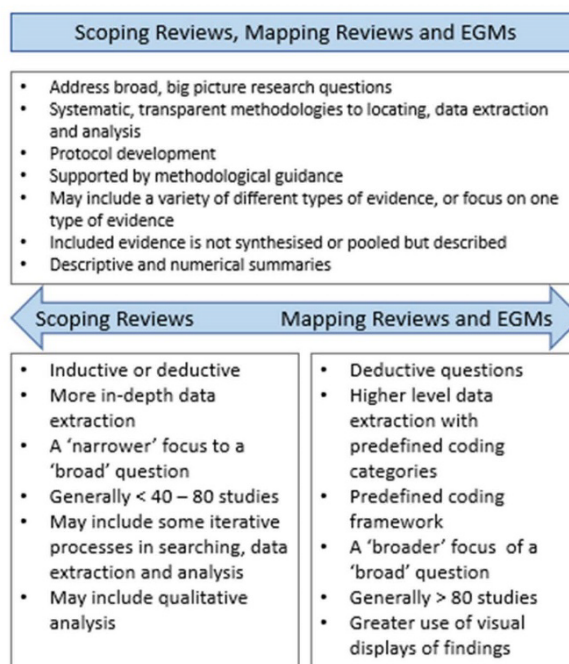 Scoping Reviews, Mapping Reviews and EGMs
• Address broad, big picture research questions
• Systematic, transparent methodologies to locating, data extraction
and analysis
• Protocol development
• Supported by methodological guidance
• May include a variety of different types of evidence, or focus on one
type of evidence
• Included evidence is not synthesised or pooled but described
• Descriptive and numerical summaries
Scoping Reviews
Mapping Reviews and EGMs
• Inductive or deductive
• More in-depth data
extraction
• A ‘narrower’ focus to a
‘broad’ question
• Generally < 40 – 80 studies
• May include some iterative
processes in searching, data
extraction and analysis
• May include qualitative
analysis
• Deductive questions
• Higher level data
extraction with
predefined coding
categories
• Predefined coding
framework
• A ‘broader’ focus of a
‘broad’ question
• Generally > 80 studies
• Greater use of visual
displays of findings